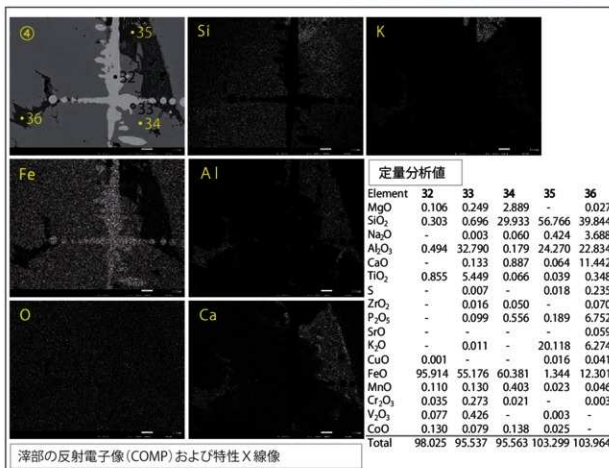 ④
35
32
33
34
36
Si
K
Fe
Al
O
Ca
定量分析値
Element 32 33 34 35 36
MgO 0.106 0.249 2.889 - 0.027
SiO₂ 0.303 0.696 29.933 56.766 39.844
Na₂O - 0.003 0.060 0.424 3.688
Al₂O₃ 0.494 32.790 0.179 24.270 22.834
CaO - 0.133 0.887 0.064 11.442
TiO₂ 0.855 5.449 0.066 0.039 0.348
S - 0.007 - 0.018 0.235
ZrO₂ - 0.016 0.050 - 0.070
P₂O₅ - 0.099 0.556 0.189 6.752
SrO - - - - 0.059
K₂O - 0.011 - 20.118 6.274
CuO 0.001 - - 0.016 0.041
FeO 95.914 55.176 60.381 1.344 12.301
MnO 0.110 0.130 0.403 0.023 0.046
Cr₂O₃ 0.035 0.273 0.021 - 0.003
V₂O₃ 0.077 0.426 - 0.003 -
CoO 0.130 0.079 0.138 0.025 -
Total 98.025 95.537 95.563 103.299 103.964
滓部の反射電子像(COMP)および特性X線像